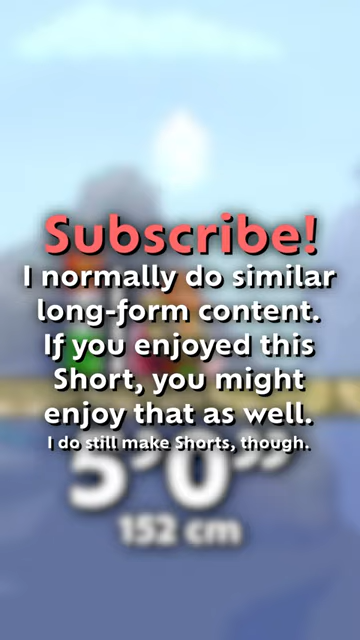 Subscribe!
I normally do similar
long-form content.
If you enjoyed this
Short, you might
enjoy that as well.
I do still make Shorts, though.
5'0"
152 cm